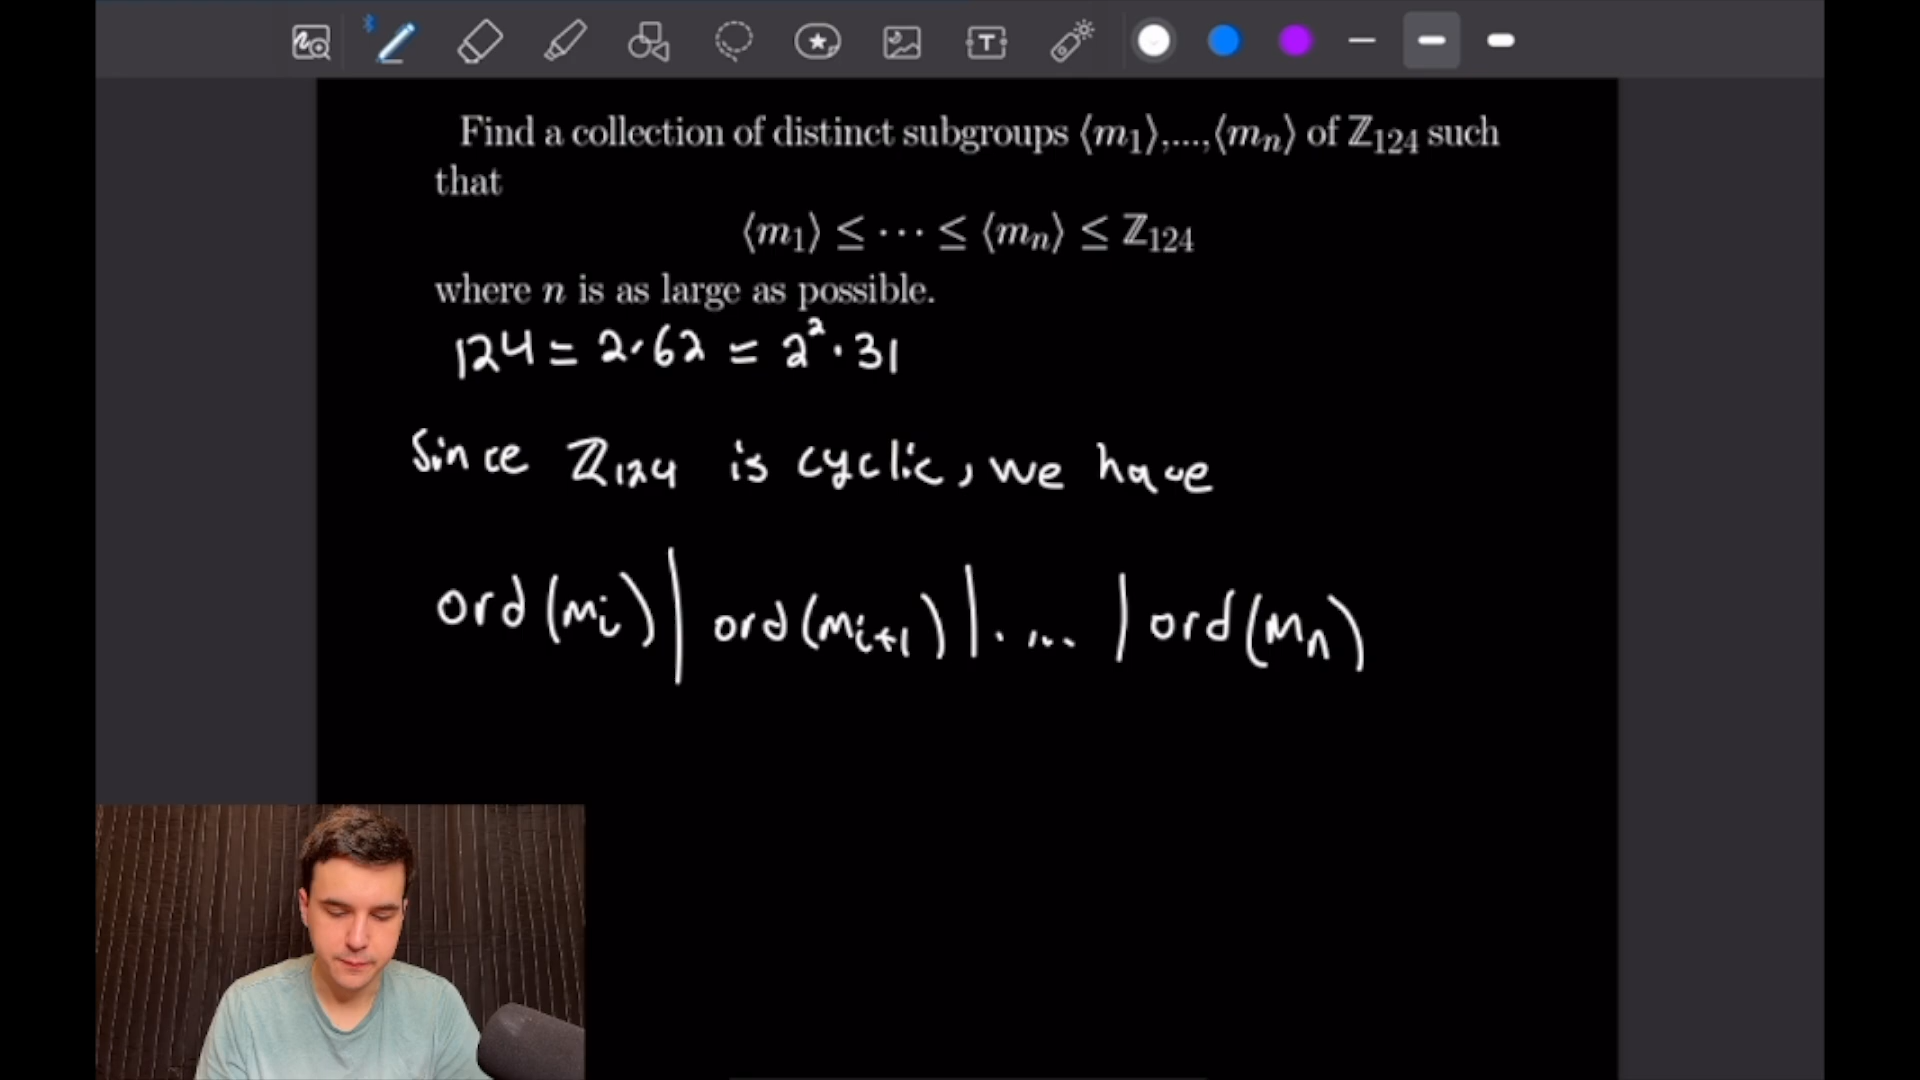 Find a collection of distinct subgroups ⟨m₁⟩,...,⟨mₙ⟩ of ℤ₁₂₄ such
that
⟨m₁⟩ ≤ ⋯ ≤ ⟨mₙ⟩ ≤ ℤ₁₂₄
where n is as large as possible.
124 = 2·62 = 2²·31
Since ℤ₁₂₄ is cyclic, we have
ord(mᵢ) | ord(mᵢ₊₁) | .... | ord(mₙ)